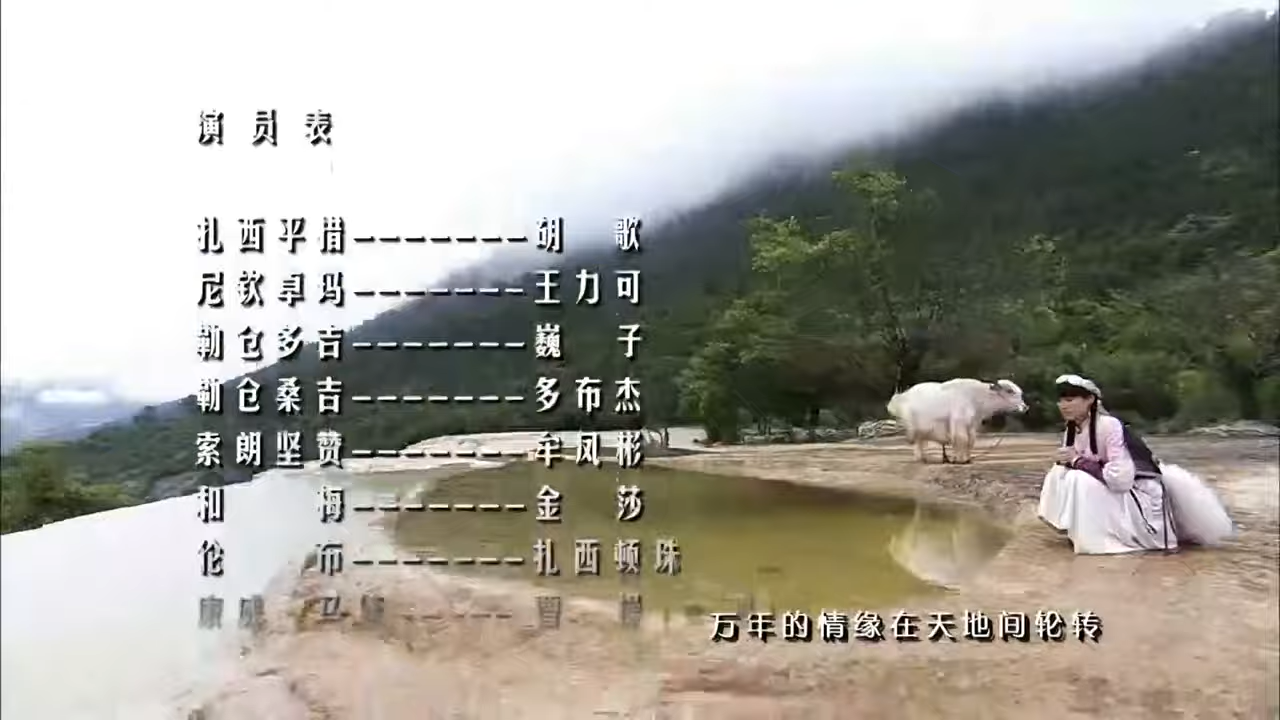 演员表
扎西平措-------胡歌
尼钦卓玛-------王力可
勒仓多吉-------巍子
勒仓桑吉-------多布杰
索朗坚赞-------牟凤彬
和梅-------金莎
伦布-------扎西顿珠
万年的情缘在天地间轮转